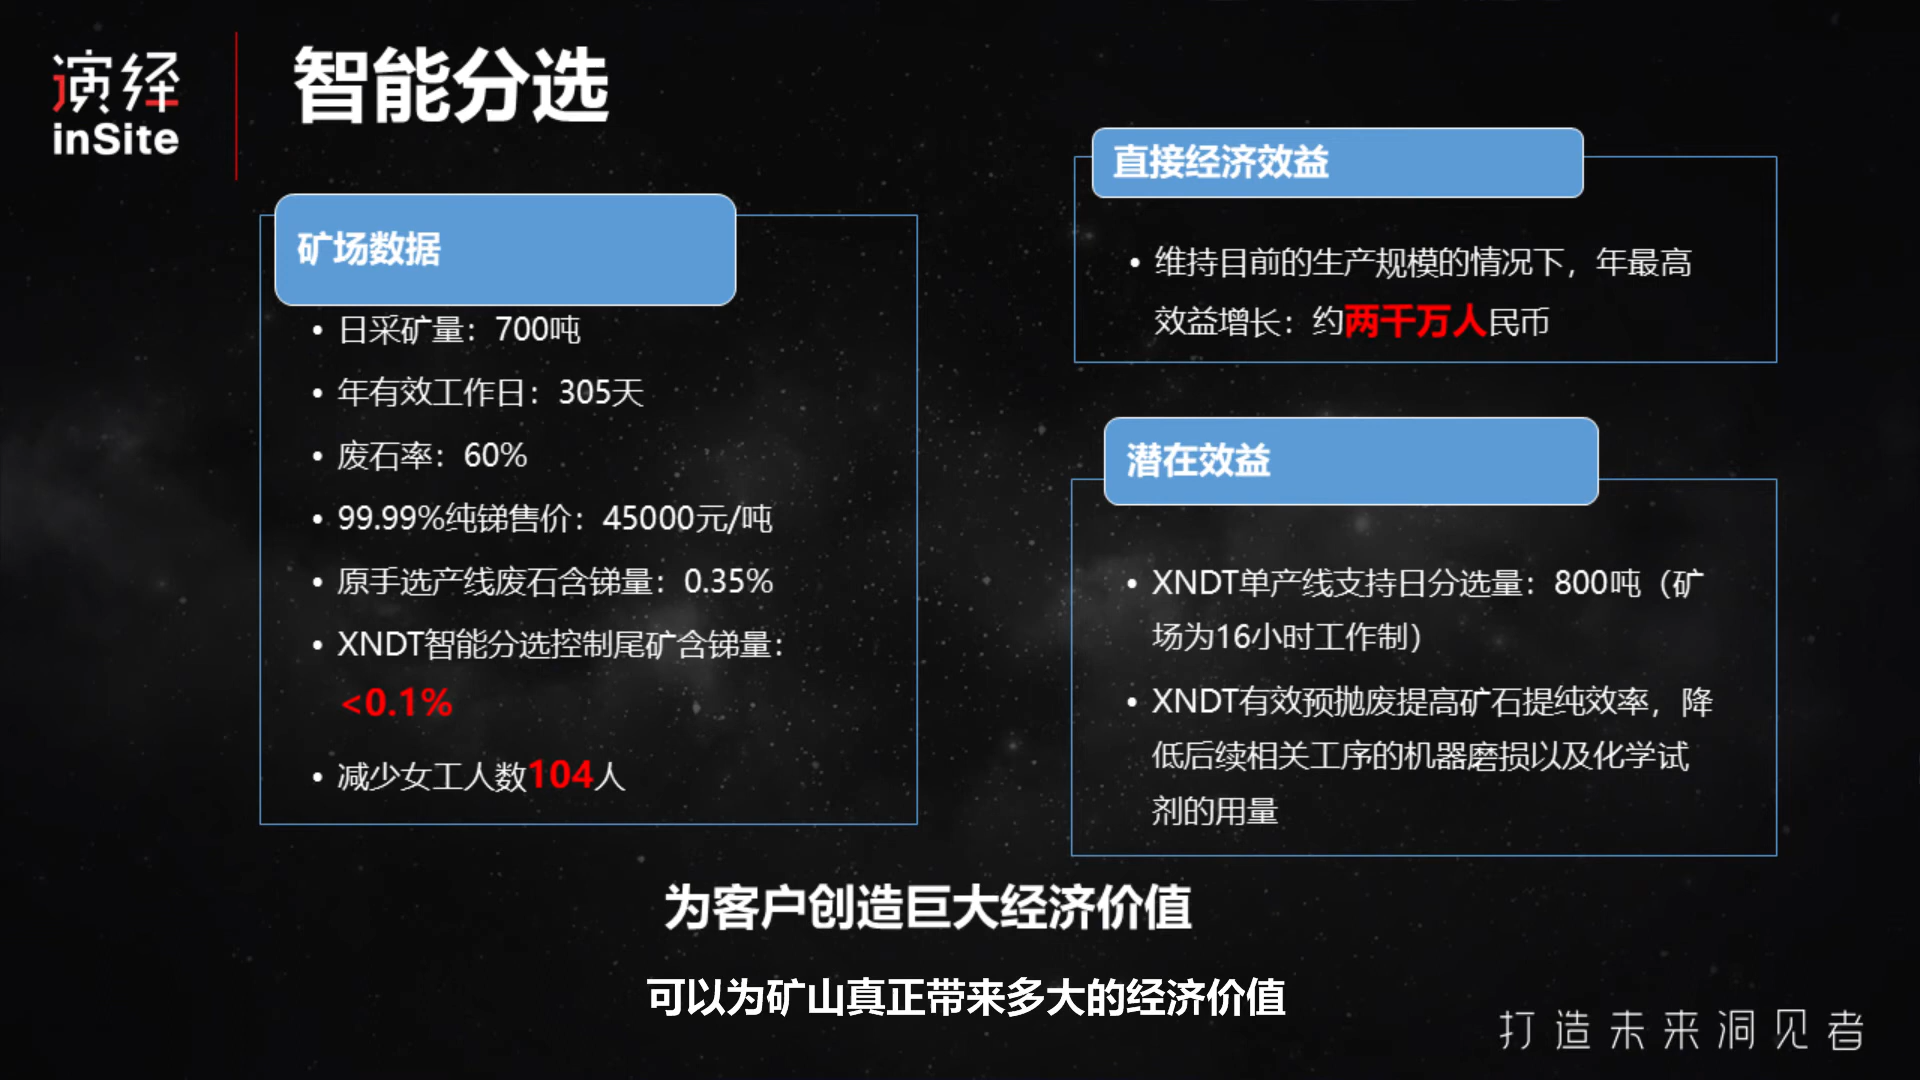 演经
inSite
智能分选
矿场数据
• 日采矿量：700吨
• 年有效工作日：305天
• 废石率：60%
• 99.99%纯锑售价：45000元/吨
• 原手选产线废石含锑量：0.35%
• XNDT智能分选控制尾矿含锑量：
<0.1%
• 减少女工人数104人
直接经济效益
• 维持目前的生产规模的情况下，年最高
效益增长：约两千万人民币
潜在效益
• XNDT单产线支持日分选量：800吨（矿
场为16小时工作制）
• XNDT有效预抛废提高矿石提纯效率，降
低后续相关工序的机器磨损以及化学试
剂的用量
为客户创造巨大经济价值
可以为矿山真正带来多大的经济价值
打造未来洞见者